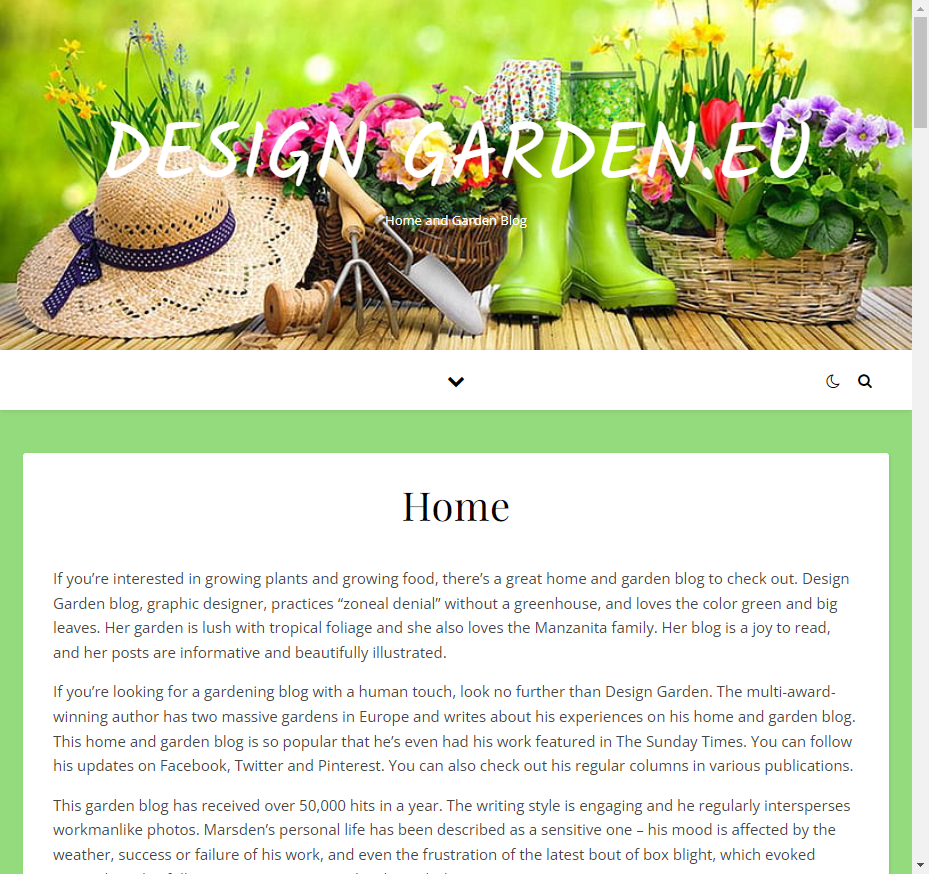 DESIGN GARDEN.EU
Home and Garden Blog
Home
If you’re interested in growing plants and growing food, there’s a great home and garden blog to check out. Design
Garden blog, graphic designer, practices “zoneal denial” without a greenhouse, and loves the color green and big
leaves. Her garden is lush with tropical foliage and she also loves the Manzanita family. Her blog is a joy to read,
and her posts are informative and beautifully illustrated.
If you’re looking for a gardening blog with a human touch, look no further than Design Garden. The multi-award-
winning author has two massive gardens in Europe and writes about his experiences on his home and garden blog.
This home and garden blog is so popular that he’s even had his work featured in The Sunday Times. You can follow
his updates on Facebook, Twitter and Pinterest. You can also check out his regular columns in various publications.
This garden blog has received over 50,000 hits in a year. The writing style is engaging and he regularly intersperses
workmanlike photos. Marsden’s personal life has been described as a sensitive one – his mood is affected by the
weather, success or failure of his work, and even the frustration of the latest bout of box blight, which evoked